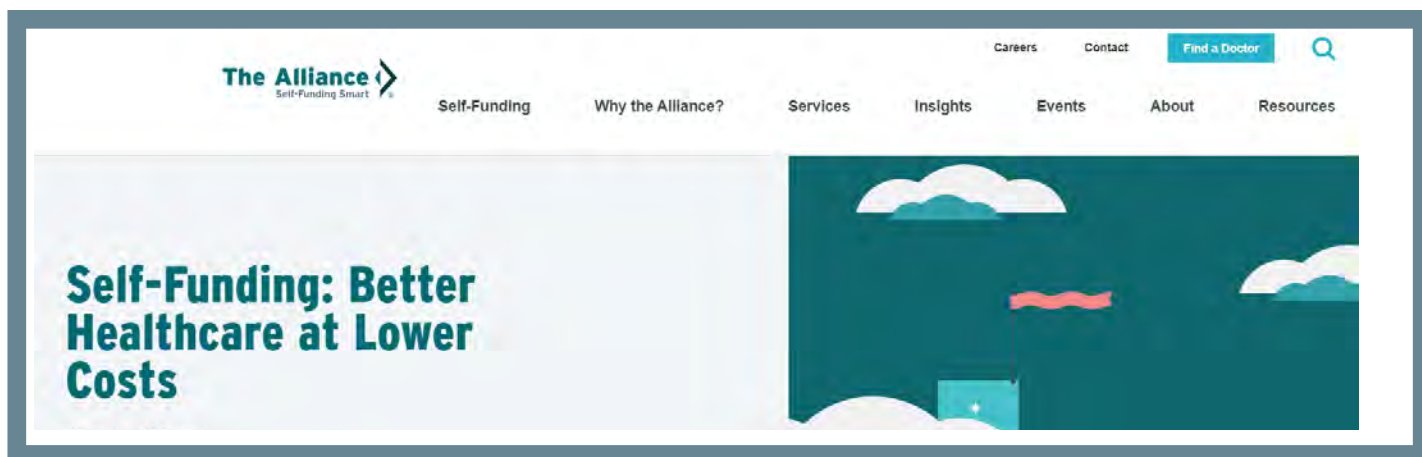 Careers Contact Find a Doctor
The Alliance
Self-Funding Smart
Self-Funding Why the Alliance? Services Insights Events About Resources
Self-Funding: Better
Healthcare at Lower
Costs